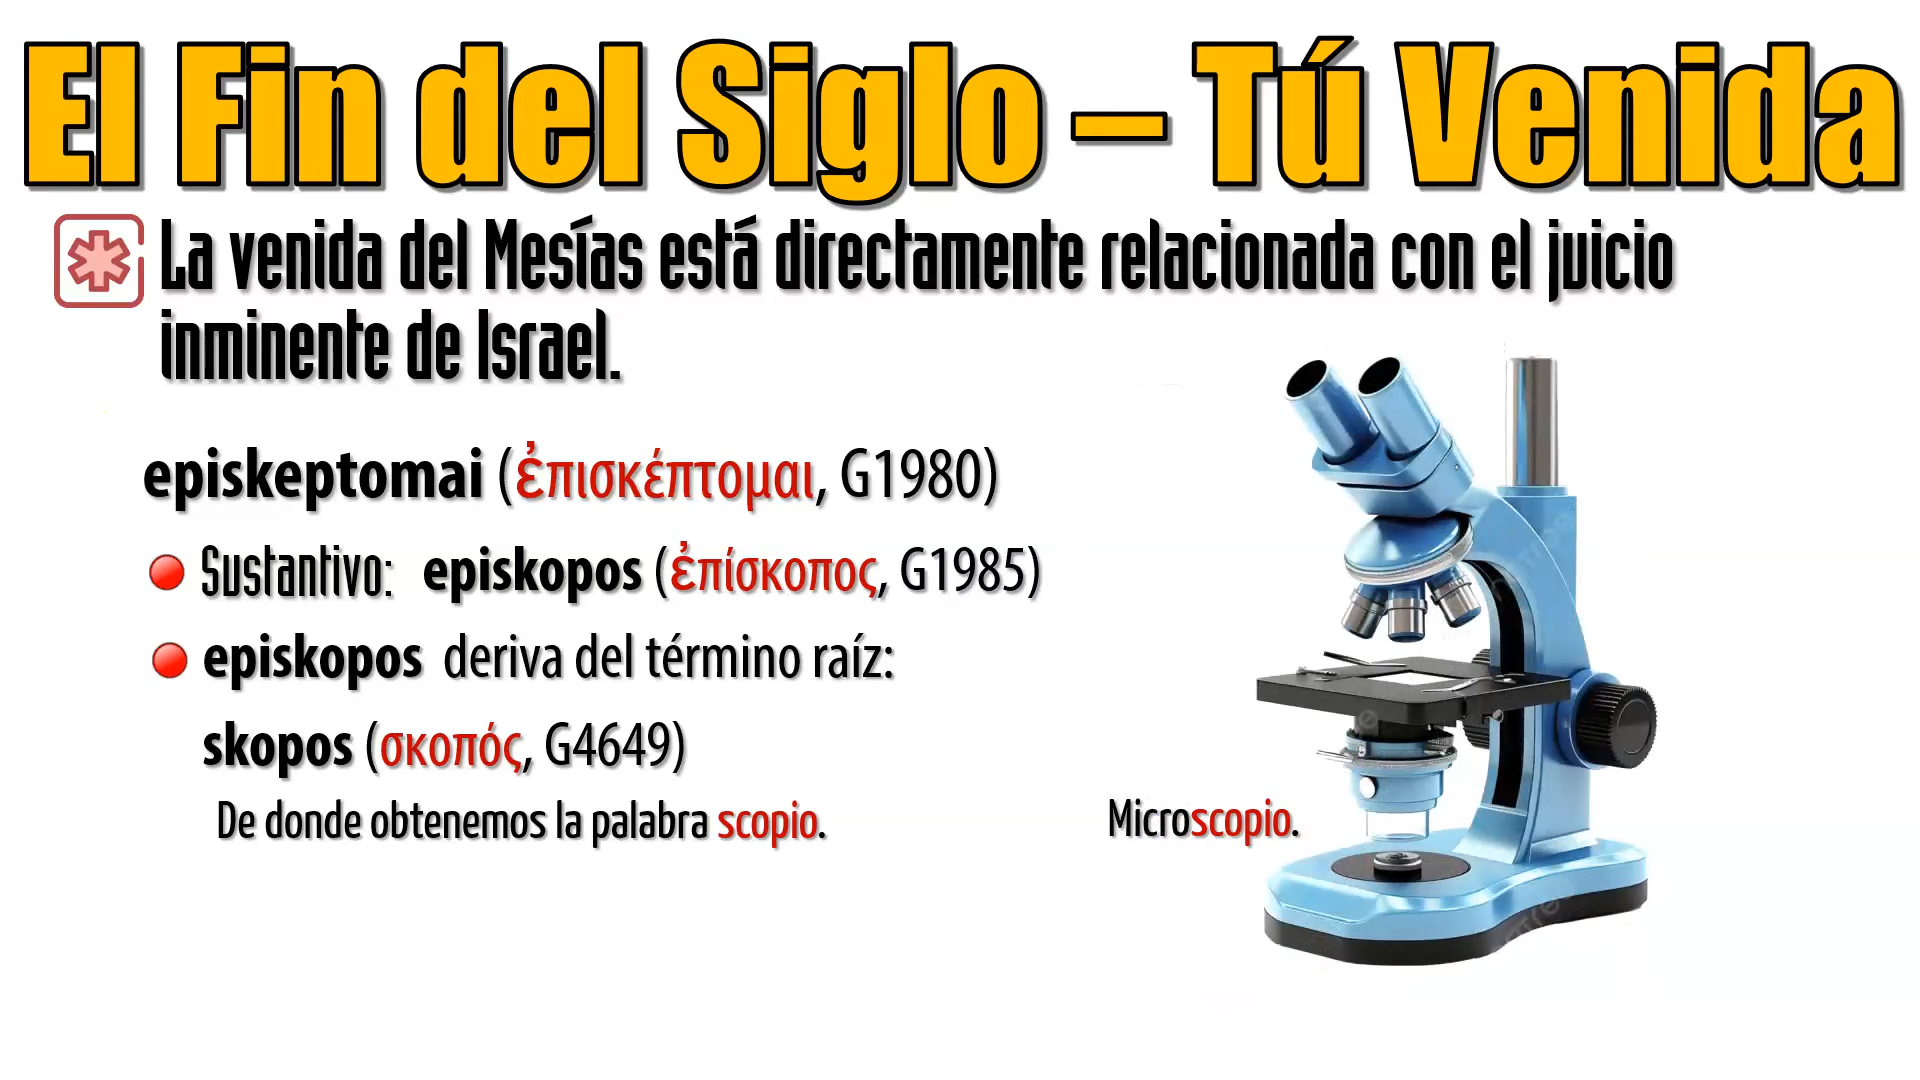 El Fin del Siglo – Tú Venida
La venida del Mesías está directamente relacionada con el juicio
inminente de Israel.
episkeptomai (ἐπισκέπτομαι, G1980)
Sustantivo: episkopos (ἐπίσκοπος, G1985)
episkopos deriva del término raíz:
skopos (σκοπός, G4649)
De donde obtenemos la palabra scopio.
Microscopio.